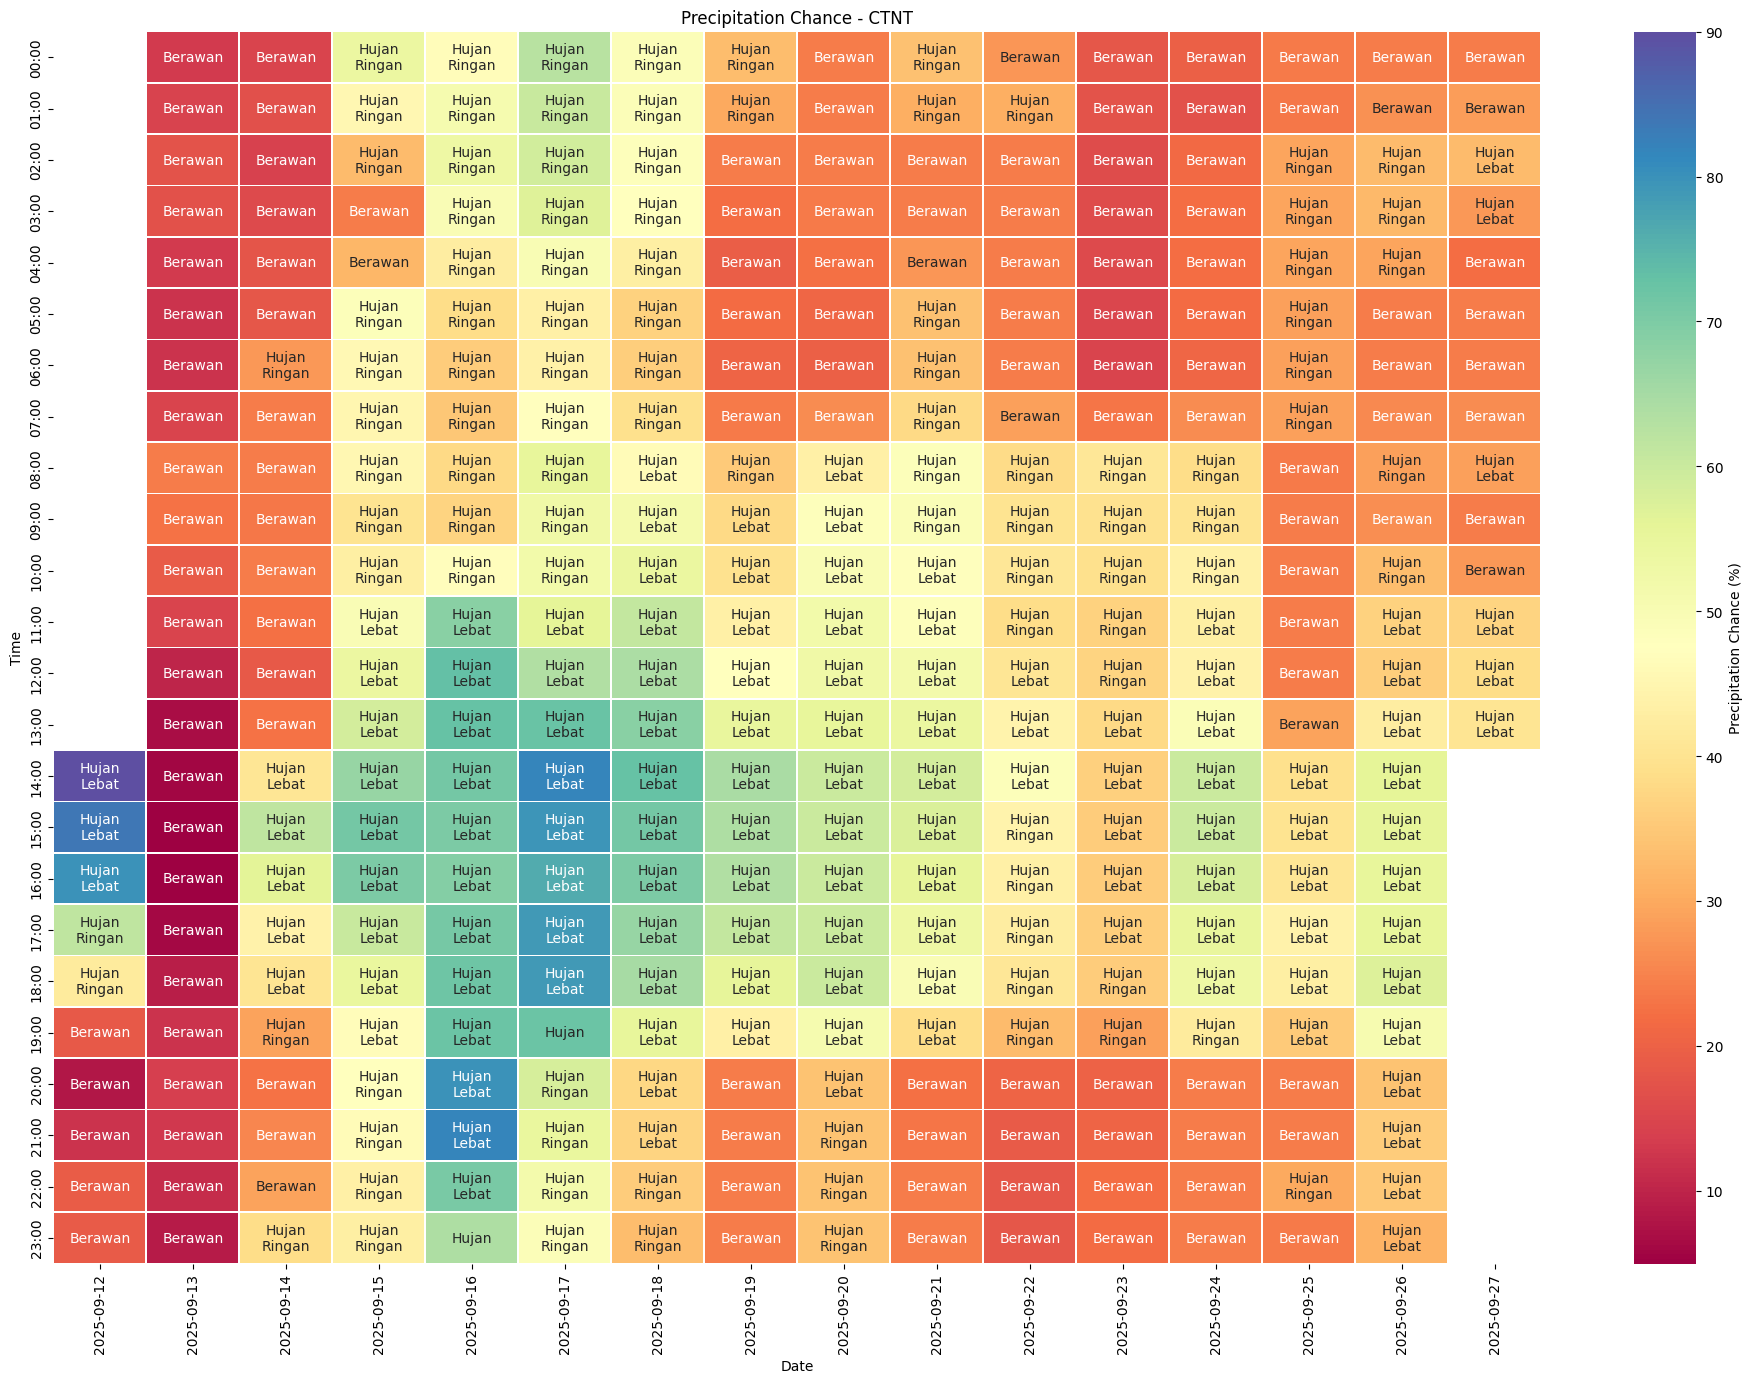 Precipitation Chance - CTNT
00:00 Berawan Berawan Hujan Ringan Hujan Ringan Hujan Ringan Hujan Ringan Hujan Ringan Berawan Hujan Ringan Berawan Berawan Berawan Berawan Berawan Berawan
01:00 Berawan Berawan Hujan Ringan Hujan Ringan Hujan Ringan Hujan Ringan Hujan Ringan Berawan Hujan Ringan Hujan Ringan Berawan Berawan Berawan Berawan Berawan
02:00 Berawan Berawan Hujan Ringan Hujan Ringan Hujan Ringan Hujan Ringan Berawan Berawan Berawan Berawan Berawan Berawan Hujan Ringan Hujan Ringan Hujan Lebat
03:00 Berawan Berawan Berawan Hujan Ringan Hujan Ringan Hujan Ringan Berawan Berawan Berawan Berawan Berawan Berawan Hujan Ringan Hujan Ringan Hujan Lebat
04:00 Berawan Berawan Berawan Hujan Ringan Hujan Ringan Hujan Ringan Berawan Berawan Berawan Berawan Berawan Berawan Hujan Ringan Hujan Ringan Berawan
05:00 Berawan Berawan Hujan Ringan Hujan Ringan Hujan Ringan Hujan Ringan Berawan Berawan Hujan Ringan Berawan Berawan Berawan Hujan Ringan Berawan Berawan
06:00 Berawan Hujan Ringan Hujan Ringan Hujan Ringan Hujan Ringan Hujan Ringan Berawan Berawan Hujan Ringan Berawan Berawan Berawan Hujan Ringan Berawan Berawan
07:00 Berawan Berawan Hujan Ringan Hujan Ringan Hujan Ringan Hujan Ringan Berawan Berawan Hujan Ringan Berawan Berawan Berawan Hujan Ringan Berawan Berawan
08:00 Berawan Berawan Hujan Ringan Hujan Ringan Hujan Ringan Hujan Lebat Hujan Ringan Hujan Lebat Hujan Ringan Hujan Ringan Hujan Ringan Hujan Ringan Berawan Hujan Ringan Hujan Lebat
09:00 Berawan Berawan Hujan Ringan Hujan Ringan Hujan Ringan Hujan Lebat Hujan Lebat Hujan Lebat Hujan Ringan Hujan Ringan Hujan Ringan Hujan Ringan Berawan Berawan Berawan
10:00 Berawan Berawan Hujan Ringan Hujan Ringan Hujan Ringan Hujan Lebat Hujan Lebat Hujan Lebat Hujan Lebat Hujan Ringan Hujan Ringan Hujan Ringan Berawan Hujan Ringan Berawan
11:00 Berawan Berawan Hujan Lebat Hujan Lebat Hujan Lebat Hujan Lebat Hujan Lebat Hujan Lebat Hujan Lebat Hujan Ringan Hujan Ringan Hujan Lebat Berawan Hujan Lebat Hujan Lebat
12:00 Berawan Berawan Hujan Lebat Hujan Lebat Hujan Lebat Hujan Lebat Hujan Lebat Hujan Lebat Hujan Lebat Hujan Lebat Hujan Ringan Hujan Lebat Berawan Hujan Lebat Hujan Lebat
13:00 Berawan Berawan Hujan Lebat Hujan Lebat Hujan Lebat Hujan Lebat Hujan Lebat Hujan Lebat Hujan Lebat Hujan Lebat Hujan Lebat Hujan Lebat Berawan Hujan Lebat Hujan Lebat
14:00 Hujan Lebat Berawan Hujan Lebat Hujan Lebat Hujan Lebat Hujan Lebat Hujan Lebat Hujan Lebat Hujan Lebat Hujan Lebat Hujan Lebat Hujan Lebat Hujan Lebat Hujan Lebat Hujan Lebat
15:00 Hujan Lebat Berawan Hujan Lebat Hujan Lebat Hujan Lebat Hujan Lebat Hujan Lebat Hujan Lebat Hujan Lebat Hujan Lebat Hujan Ringan Hujan Lebat Hujan Lebat Hujan Lebat Hujan Lebat
16:00 Hujan Lebat Berawan Hujan Lebat Hujan Lebat Hujan Lebat Hujan Lebat Hujan Lebat Hujan Lebat Hujan Lebat Hujan Lebat Hujan Ringan Hujan Lebat Hujan Lebat Hujan Lebat Hujan Lebat
17:00 Hujan Ringan Berawan Hujan Lebat Hujan Lebat Hujan Lebat Hujan Lebat Hujan Lebat Hujan Lebat Hujan Lebat Hujan Lebat Hujan Ringan Hujan Lebat Hujan Lebat Hujan Lebat Hujan Lebat
18:00 Hujan Ringan Berawan Hujan Lebat Hujan Lebat Hujan Lebat Hujan Lebat Hujan Lebat Hujan Lebat Hujan Lebat Hujan Lebat Hujan Ringan Hujan Ringan Hujan Lebat Hujan Lebat Hujan Lebat
19:00 Berawan Berawan Hujan Ringan Hujan Lebat Hujan Lebat Hujan Hujan Lebat Hujan Lebat Hujan Lebat Hujan Lebat Hujan Ringan Hujan Ringan Hujan Ringan Hujan Lebat Hujan Lebat
20:00 Berawan Berawan Berawan Hujan Ringan Hujan Lebat Hujan Ringan Hujan Lebat Berawan Hujan Lebat Berawan Berawan Berawan Berawan Berawan Hujan Lebat
21:00 Berawan Berawan Berawan Hujan Ringan Hujan Lebat Hujan Ringan Hujan Lebat Berawan Hujan Ringan Berawan Berawan Berawan Berawan Berawan Hujan Lebat
22:00 Berawan Berawan Berawan Hujan Ringan Hujan Lebat Hujan Ringan Hujan Ringan Berawan Hujan Ringan Berawan Berawan Berawan Berawan Hujan Ringan Hujan Lebat
23:00 Berawan Berawan Hujan Ringan Hujan Ringan Hujan Hujan Ringan Hujan Ringan Berawan Hujan Ringan Berawan Berawan Berawan Berawan Berawan Hujan Lebat
Time
2025-09-12 2025-09-13 2025-09-14 2025-09-15 2025-09-16 2025-09-17 2025-09-18 2025-09-19 2025-09-20 2025-09-21 2025-09-22 2025-09-23 2025-09-24 2025-09-25 2025-09-26 2025-09-27
Date
90
80
70
60
50
40
30
20
10
Precipitation Chance (%)